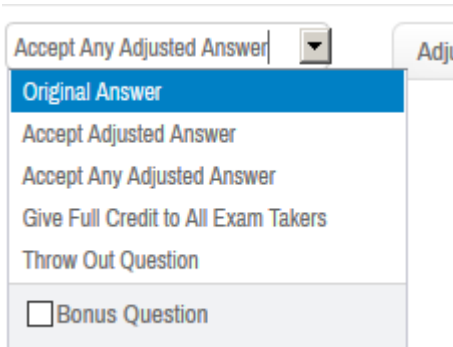 Accept Any Adjusted Answer
Adju
Original Answer
Accept Adjusted Answer
Accept Any Adjusted Answer
Give Full Credit to All Exam Takers
Throw Out Question
Bonus Question